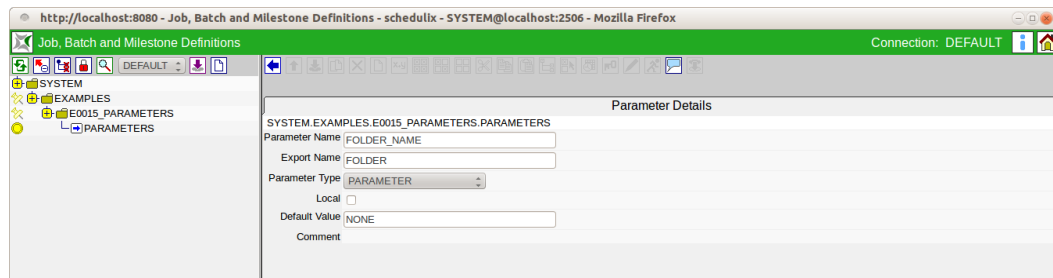 http://localhost:8080 - Job, Batch and Milestone Definitions - schedulix - SYSTEM@localhost:2506 - Mozilla Firefox
Job, Batch and Milestone Definitions
Connection: DEFAULT
DEFAULT
SYSTEM
EXAMPLES
E0015_PARAMETERS
PARAMETERS
Parameter Details
SYSTEM.EXAMPLES.E0015_PARAMETERS.PARAMETERS
Parameter Name FOLDER_NAME
Export Name FOLDER
Parameter Type PARAMETER
Local
Default Value NONE
Comment